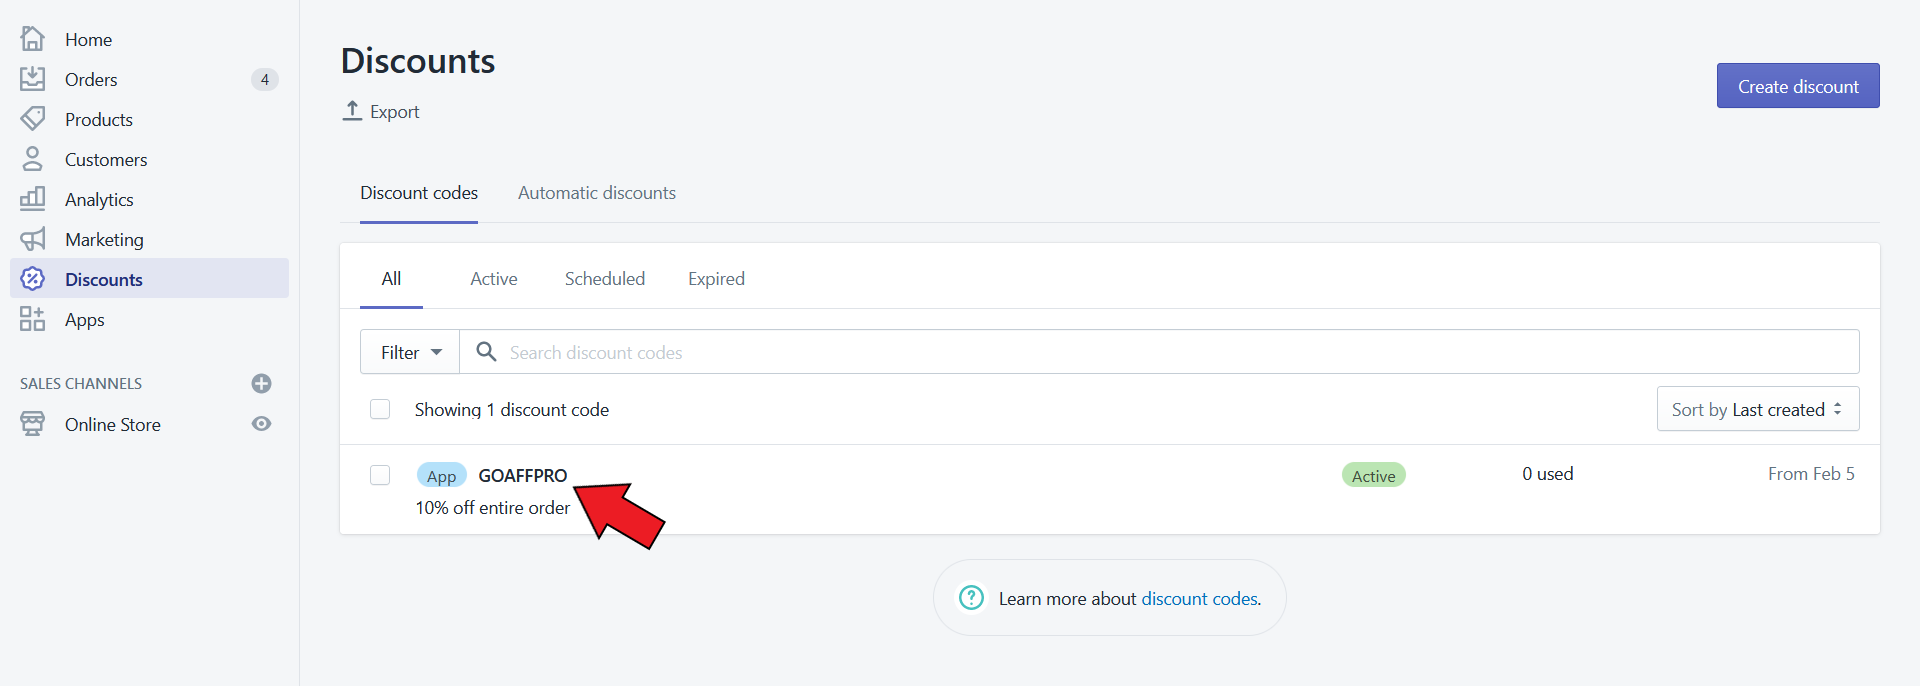 Home
Orders 4
Products
Customers
Analytics
Marketing
Discounts
Apps
SALES CHANNELS
Online Store
Discounts
Export
Create discount
Discount codes Automatic discounts
All Active Scheduled Expired
Filter Search discount codes
Showing 1 discount code Sort by Last created
App GOAFFPRO Active 0 used From Feb 5
10% off entire order
Learn more about discount codes.